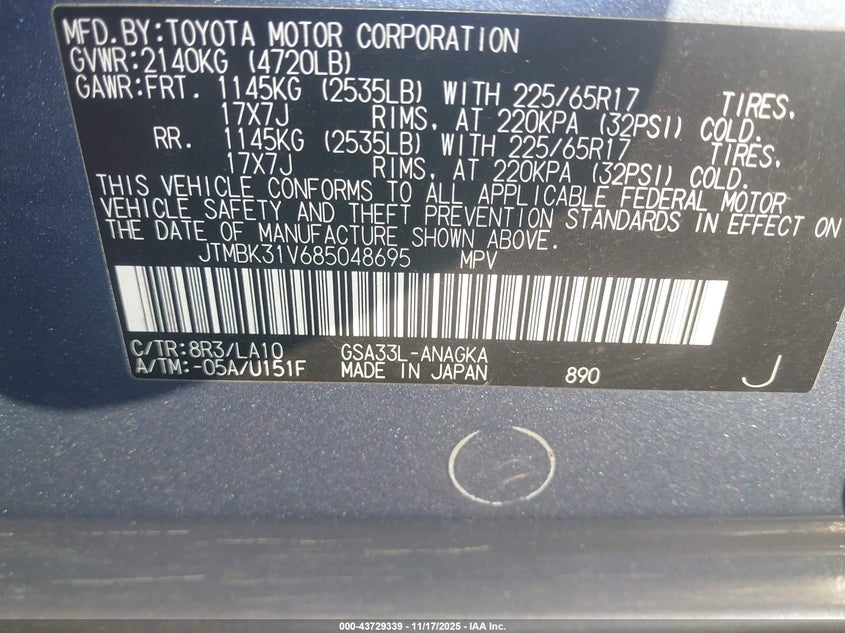 MFD.BY:TOYOTA MOTOR CORPORATION
GVWR:2140KG (4720LB)
GAWR:FRT. 1145KG (2535LB) WITH 225/65R17 TIRES,
17X7J RIMS, AT 220KPA (32PSI) COLD.
RR. 1145KG (2535LB) WITH 225/65R17 TIRES,
17X7J RIMS, AT 220KPA (32PSI) COLD.
THIS VEHICLE CONFORMS TO ALL APPLICABLE FEDERAL MOTOR
VEHICLE SAFETY AND THEFT PREVENTION STANDARDS IN EFFECT ON
THE DATE OF MANUFACTURE SHOWN ABOVE.
JTMBK31V685048695 MPV
C/TR:8R3/LA10 GSA33L-ANAGKA
A/TM:-05A/U151F MADE IN JAPAN 890 J
000-43729339 - 11/17/2025 - IAA Inc.